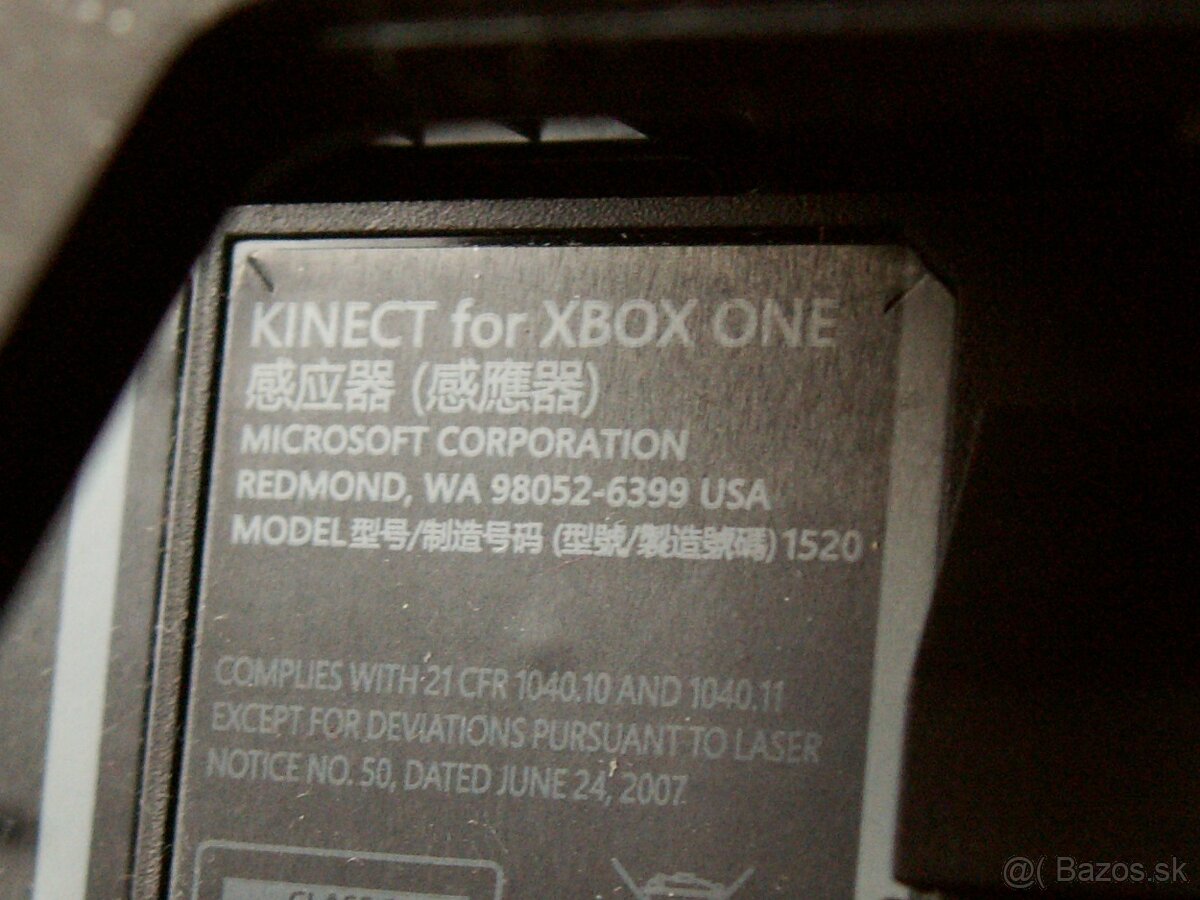 KINECT for XBOX ONE
感应器 (感應器)
MICROSOFT CORPORATION
REDMOND, WA 98052-6399 USA
MODEL 型号/制造号码 (型號/製造號碼) 1520
COMPLIES WITH 21 CFR 1040.10 AND 1040.11
EXCEPT FOR DEVIATIONS PURSUANT TO LASER
NOTICE NO. 50, DATED JUNE 24, 2007
@( Bazos.sk